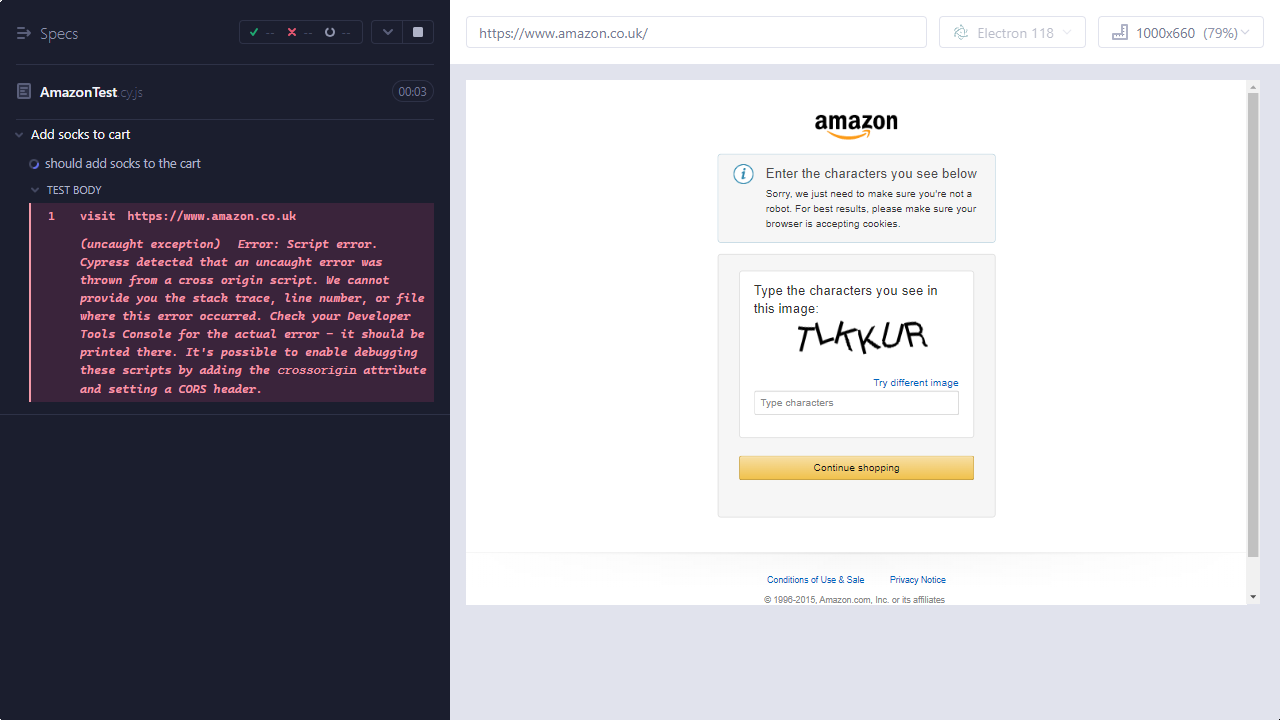 Specs
--
--
--
https://www.amazon.co.uk/
Electron 118
1000x660 (79%)
AmazonTest.cy.js
00:03
Add socks to cart
should add socks to the cart
TEST BODY
1 visit https://www.amazon.co.uk
(uncaught exception) Error: Script error.
Cypress detected that an uncaught error was
thrown from a cross origin script. We cannot
provide you the stack trace, line number, or file
where this error occurred. Check your Developer
Tools Console for the actual error - it should be
printed there. It's possible to enable debugging
these scripts by adding the crossorigin attribute
and setting a CORS header.
amazon
Enter the characters you see below
Sorry, we just need to make sure you're not a
robot. For best results, please make sure your
browser is accepting cookies.
Type the characters you see in
this image:
TLKKUR
Try different image
Type characters
Continue shopping
Conditions of Use & Sale
Privacy Notice
© 1996-2015, Amazon.com, Inc. or its affiliates